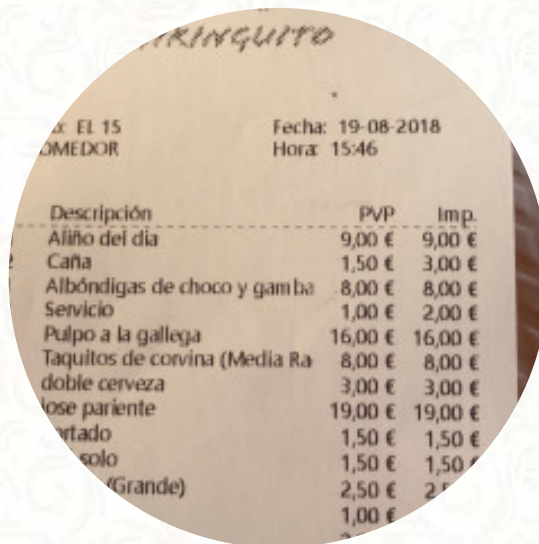 EL 15 Fecha: 19-08-2018
Hora: 15:46
Descripción PVP Imp.
Aliño del dia 9,00 € 9,00 €
2 Caña 1,50 € 3,00 €
Albóndigas de choco y gamba 8,00 € 8,00 €
Servicio 1,00 € 2,00 €
Pulpo a la gallega 16,00 € 16,00 €
Taquitos de corvina (Media Ra 8,00 € 8,00 €
doble cerveza 3,00 € 3,00 €
jose pariente 19,00 € 19,00 €
1,50 € 1,50 €
solo 1,50 € 1,50
(Grande) 2,50 €
1,00 €